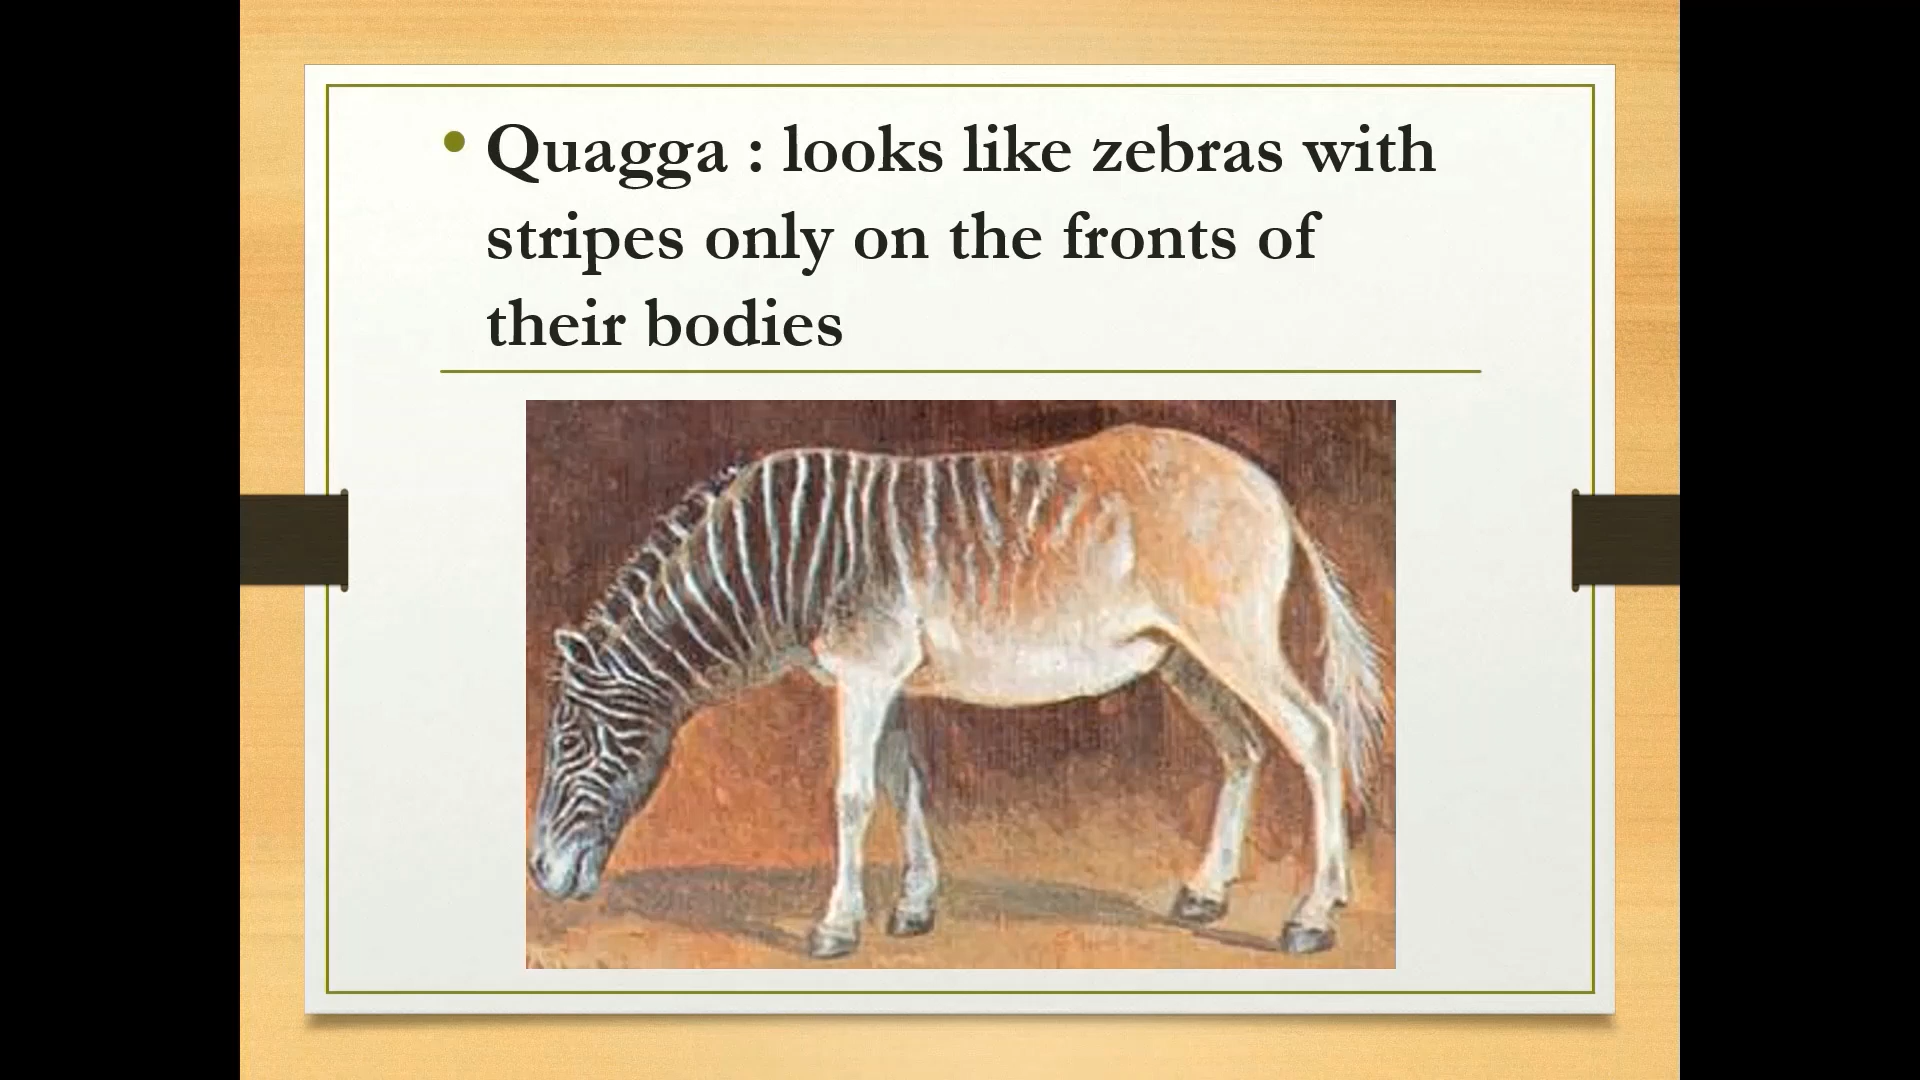 • Quagga : looks like zebras with
stripes only on the fronts of
their bodies